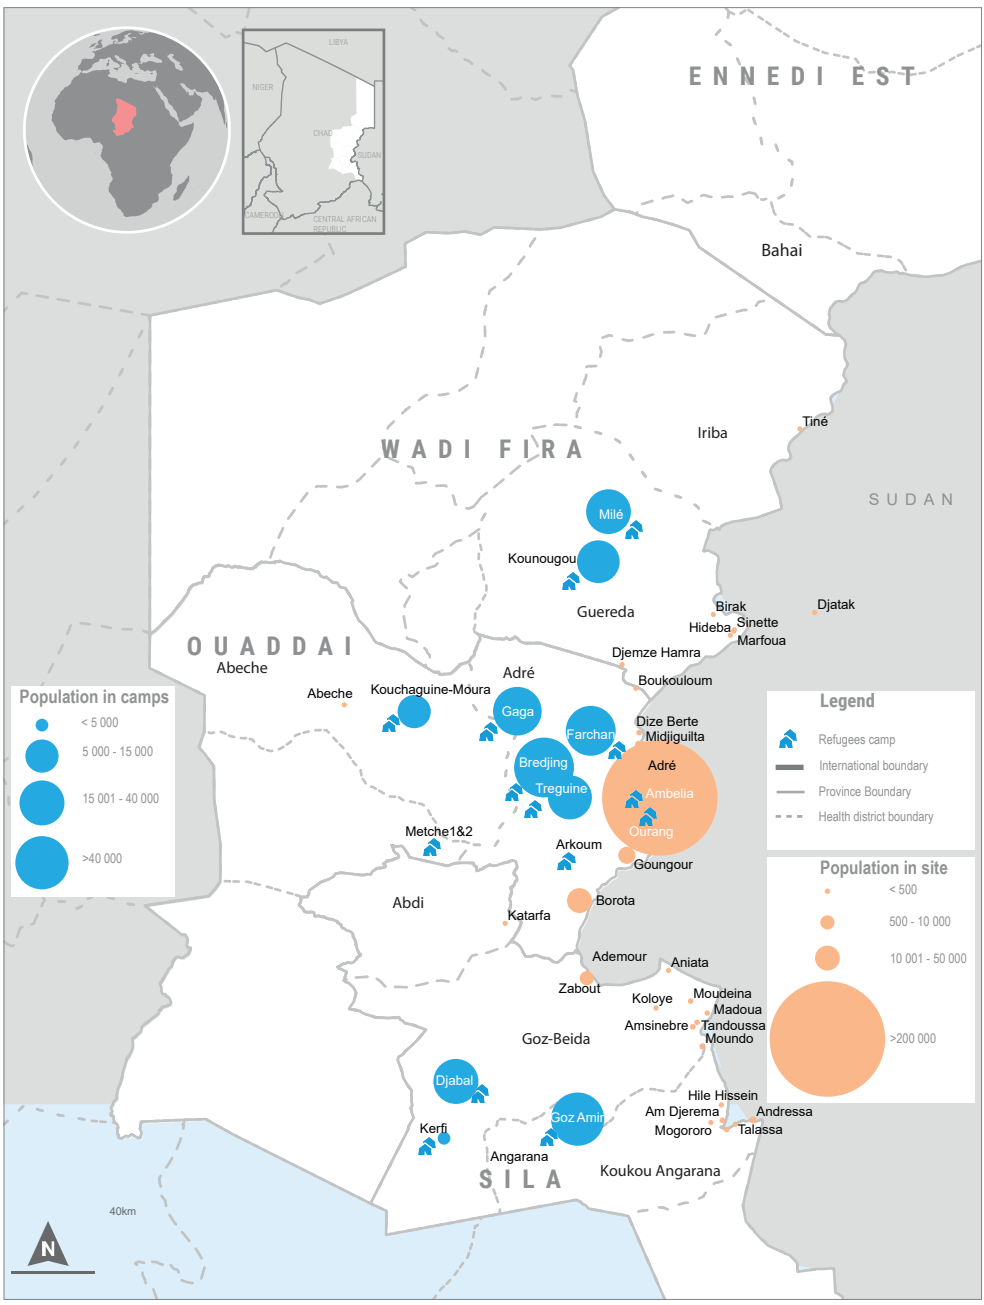 LIBYA
NIGER
CHAD
SUDAN
CAMEROON
CENTRAL AFRICAN
REPUBLIC
ENNEDI EST
Bahai
Tiné
Iriba
WADI FIRA
SUDAN
Milé
Kounougou
Guereda
Birak
Djatak
Sinette
Hideba
Marfoua
OUADDAI
Abeche
Djemze Hamra
Adré
Boukouloum
Abeche
Kouchaguine-Moura
Gaga
Farchan
Dize Berte
Midjiguilta
Bredjing
Adré
Treguine
Ambelia
Ourang
Metche1&2
Arkoum
Goungour
Abdi
Borota
Katarfa
Ademour
Aniata
Zabout
Koloye
Moudeina
Madoua
Amsinebre
Tandoussa
Moundo
Goz-Beida
Djabal
Hile Hissein
Goz Amir
Am Djerema
Andressa
Kerfi
Mogororo
Talassa
Angarana
Koukou Angarana
SILA
Population in camps
< 5 000
5 000 - 15 000
15 001 - 40 000
>40 000
Legend
Refugees camp
International boundary
Province Boundary
Health district boundary
Population in site
< 500
500 - 10 000
10 001 - 50 000
>200 000
40km
N